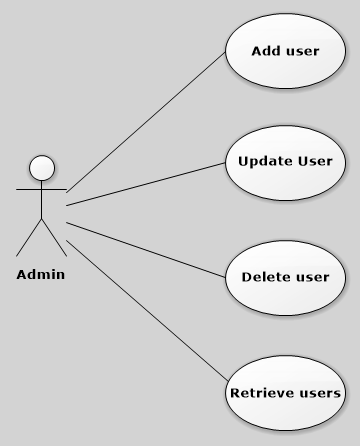 Add user
Update User
Delete user
Admin
Retrieve users